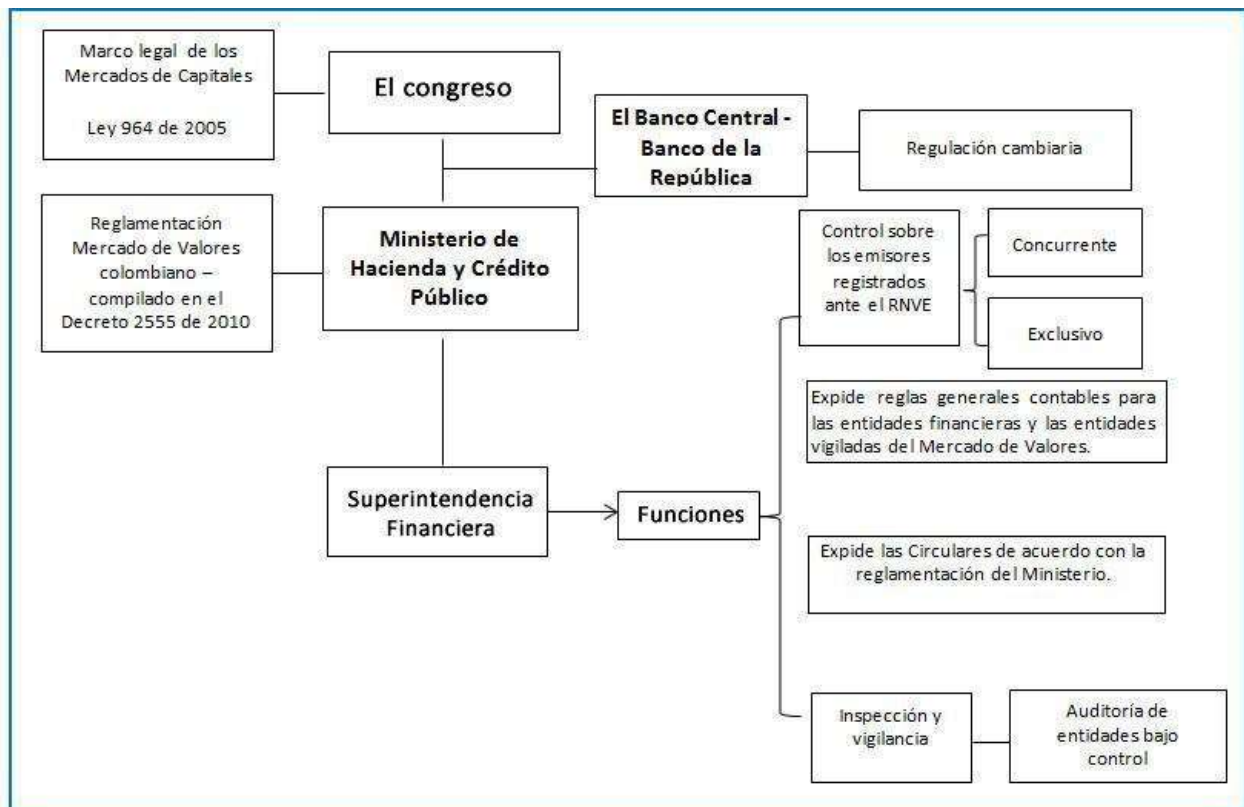 Marco legal de los
Mercados de Capitales
Ley 964 de 2005
El congreso
El Banco Central -
Banco de la
República
Regulación cambiaria
Reglamentación
Mercado de Valores
colombiano –
compilado en el
Decreto 2555 de 2010
Ministerio de
Hacienda y Crédito
Público
Control sobre
los emisores
registrados
ante el RNVE
Concurrente
Exclusivo
Expide reglas generales contables para
las entidades financieras y las entidades
vigiladas del Mercado de Valores.
Superintendencia
Financiera
Funciones
Expide las Circulares de acuerdo con la
reglamentación del Ministerio.
Inspección y
vigilancia
Auditoría de
entidades bajo
control